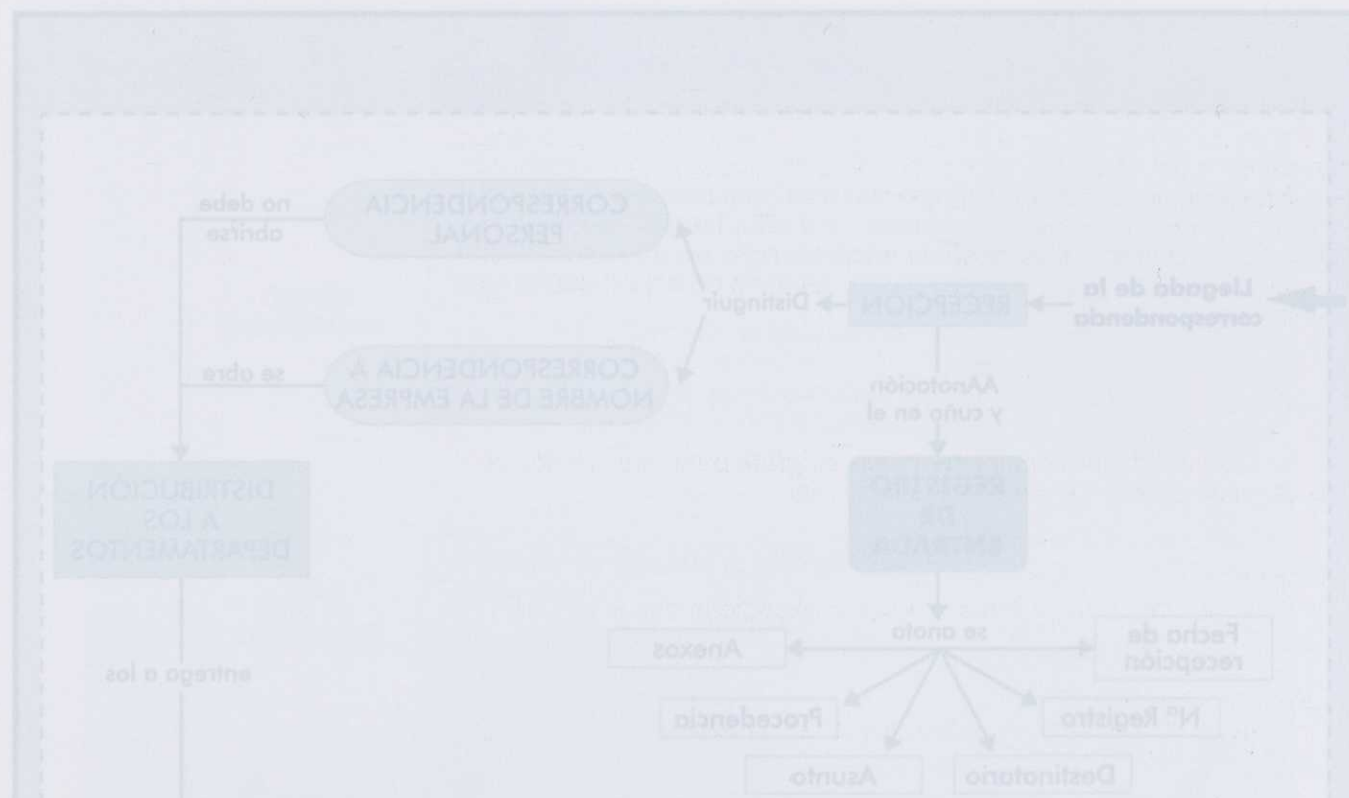 CORRESPONDENCIA
PERSONAL
no debe
abrirse
Llegada de la
correspondencia
RECEPCIÓN
Distinguir
CORRESPONDENCIA A
NOMBRE DE LA EMPRESA
se abre
AAnotación
y cuño en el
REGISTRO
DE
ENTRADA
DISTRIBUCIÓN
A LOS
DEPARTAMENTOS
se anota
Fecha de
recepción
Anexos
entrega a los
Nº Registro
Procedencia
Destinatario
Asunto